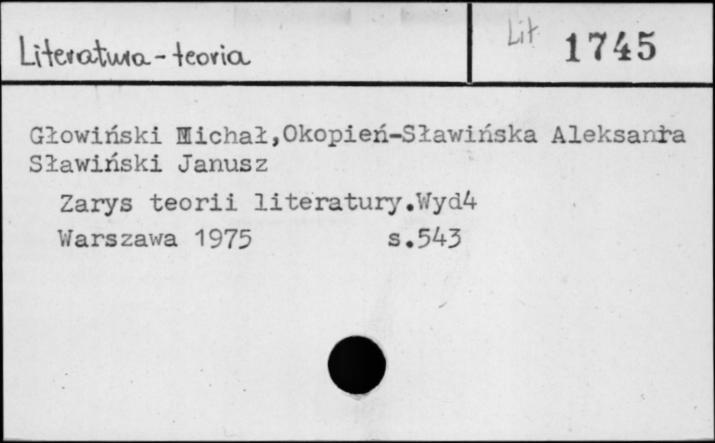 Literatura - teoria
Lit 1745
Głowiński Michał,Okopień-Sławińska Aleksanra
Sławiński Janusz
Zarys teorii literatury.Wyd4
Warszawa 1975 s.543